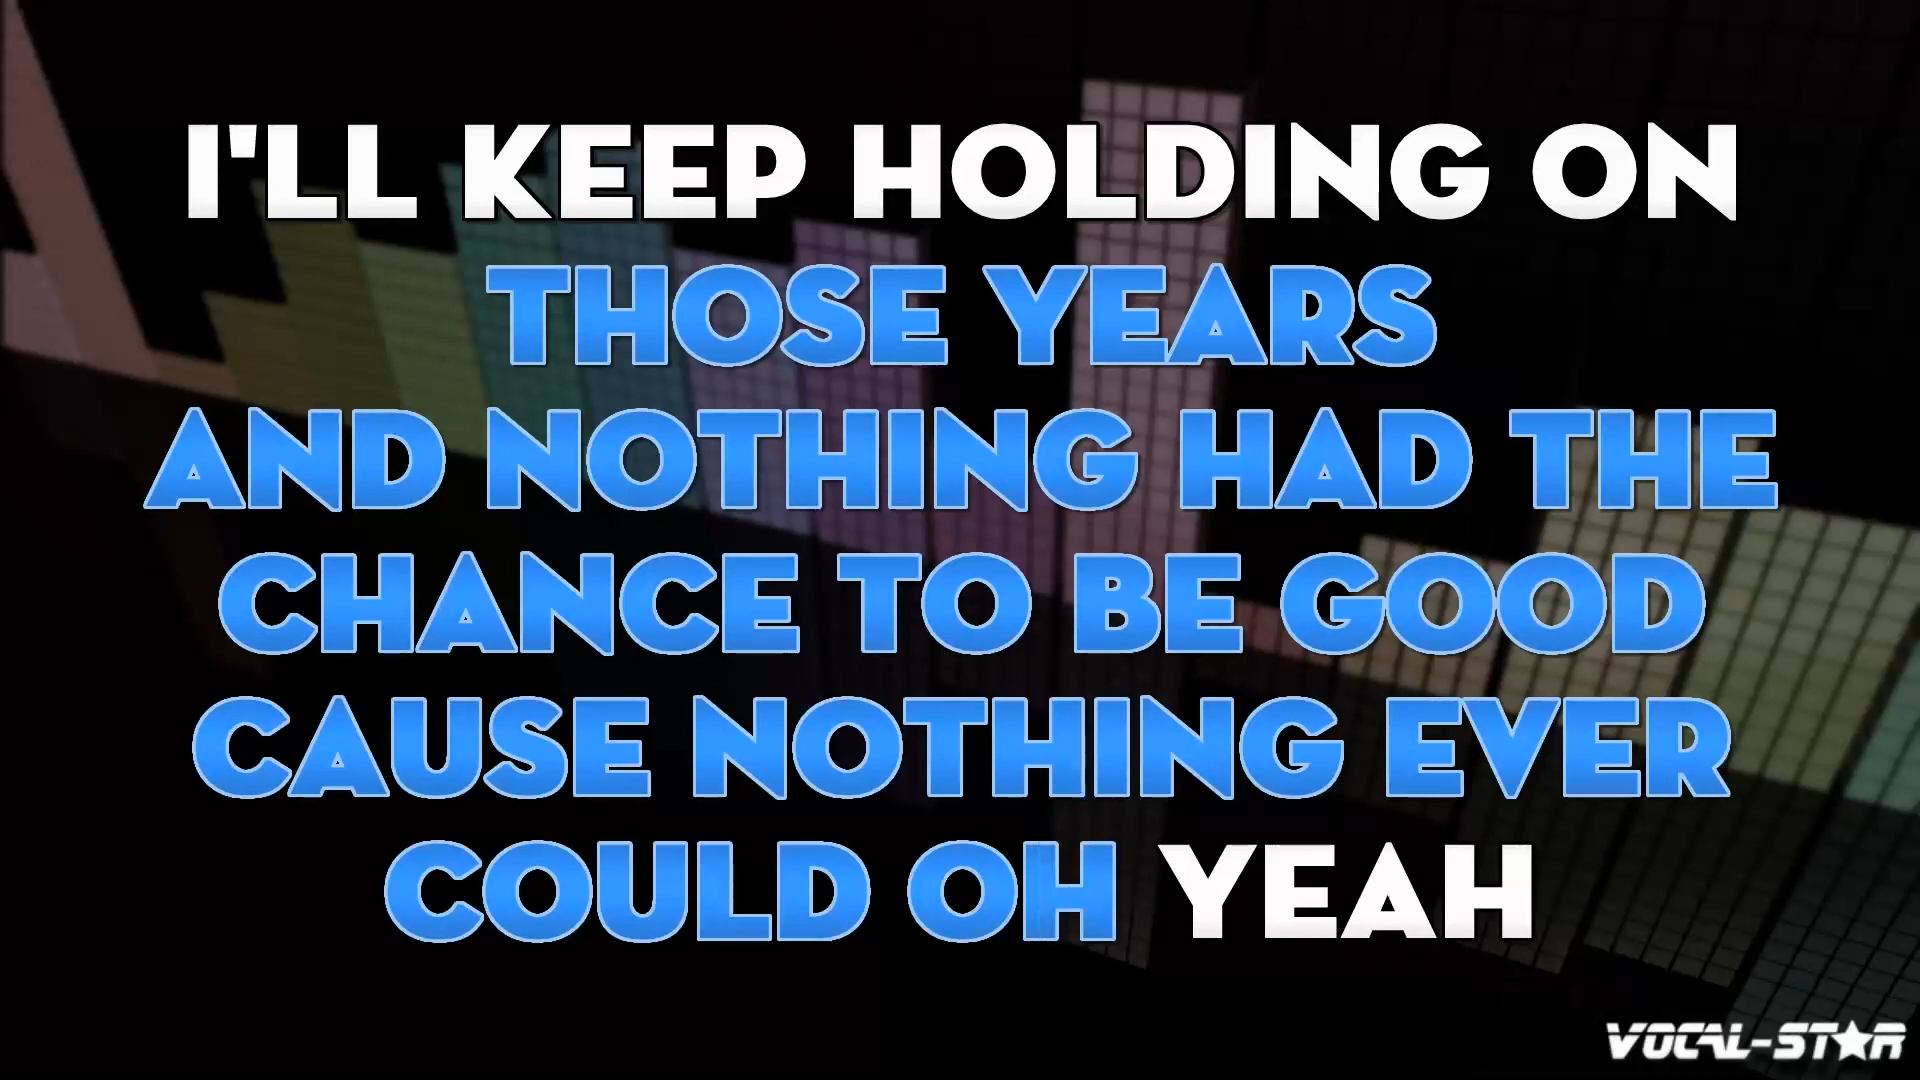 I'LL KEEP HOLDING ON
THOSE YEARS
AND NOTHING HAD THE
CHANCE TO BE GOOD
CAUSE NOTHING EVER
COULD OH YEAH
VOCAL-STAR